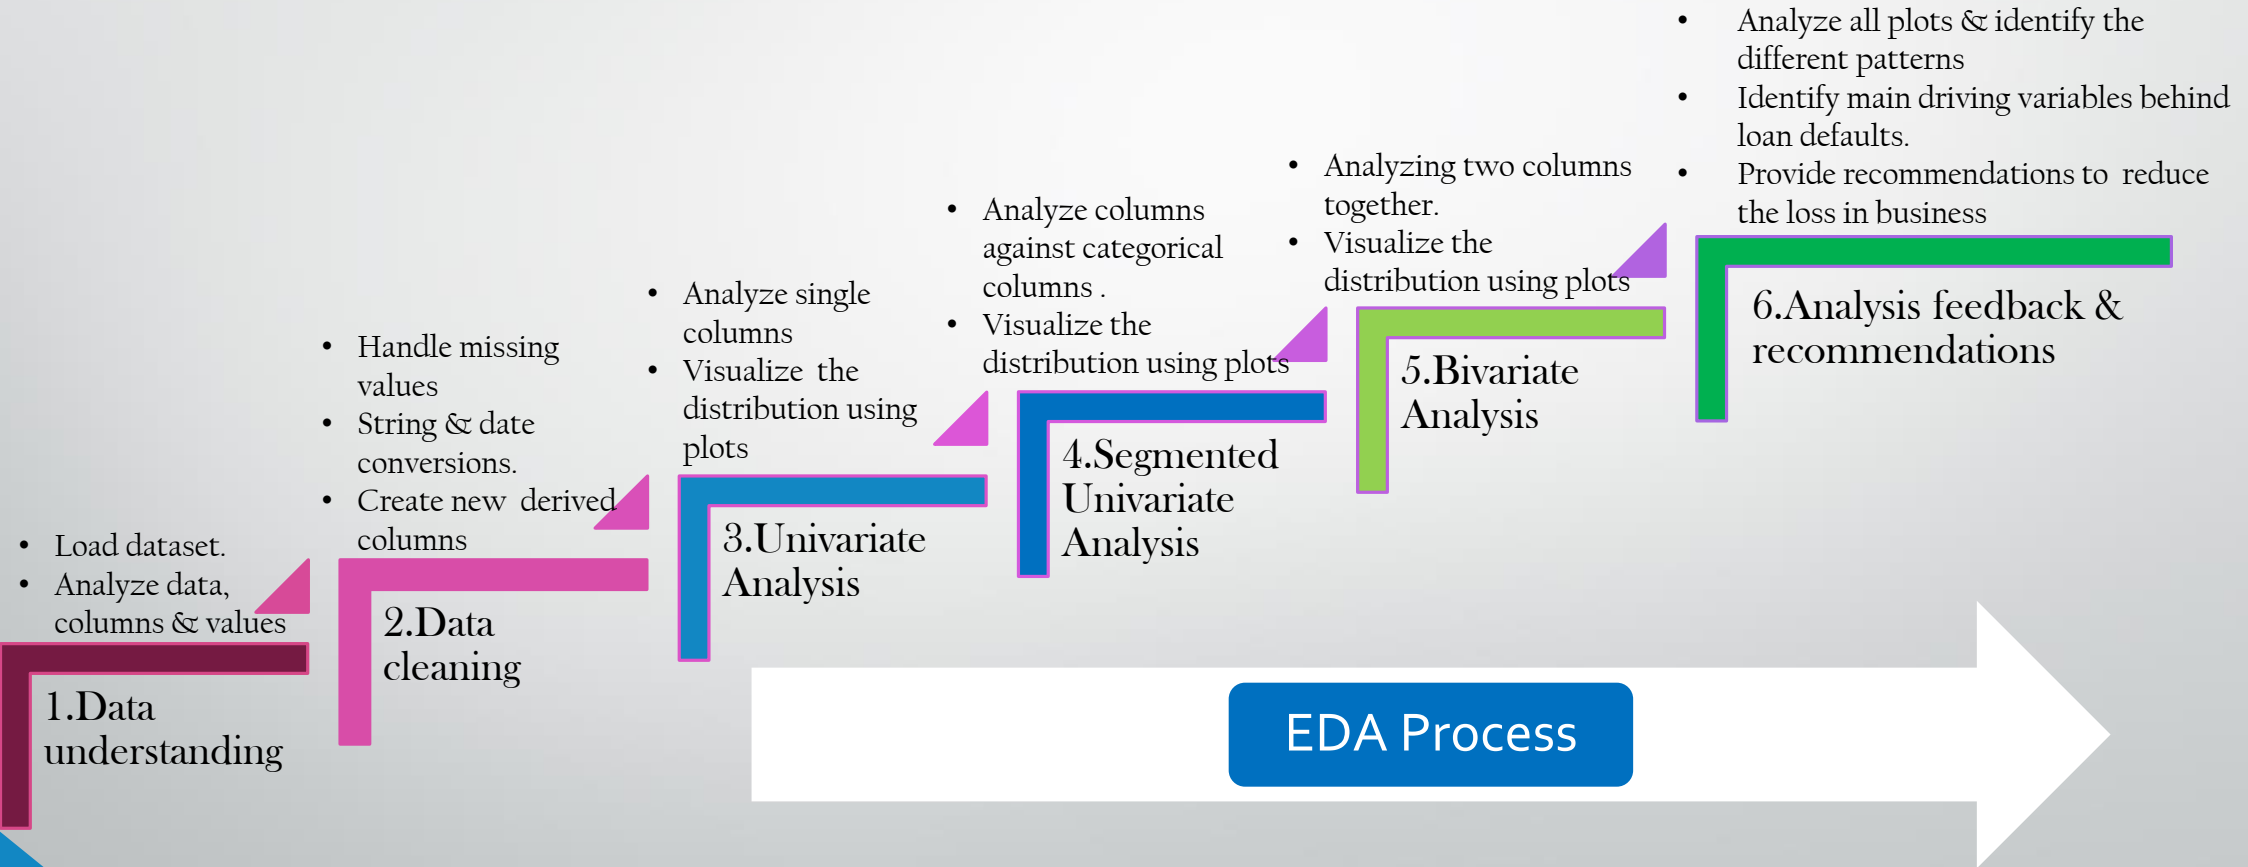 • Load dataset.
• Analyze data,
columns & values
1.Data
understanding
• Handle missing
values
• String & date
conversions.
• Create new derived
columns
2.Data
cleaning
• Analyze single
columns
• Visualize the
distribution using
plots
3.Univariate
Analysis
• Analyze columns
against categorical
columns .
• Visualize the
distribution using plots
4.Segmented
Univariate
Analysis
• Analyzing two columns
together.
• Visualize the
distribution using plots
5.Bivariate
Analysis
• Analyze all plots & identify the
different patterns
• Identify main driving variables behind
loan defaults.
• Provide recommendations to reduce
the loss in business
6.Analysis feedback &
recommendations
EDA Process